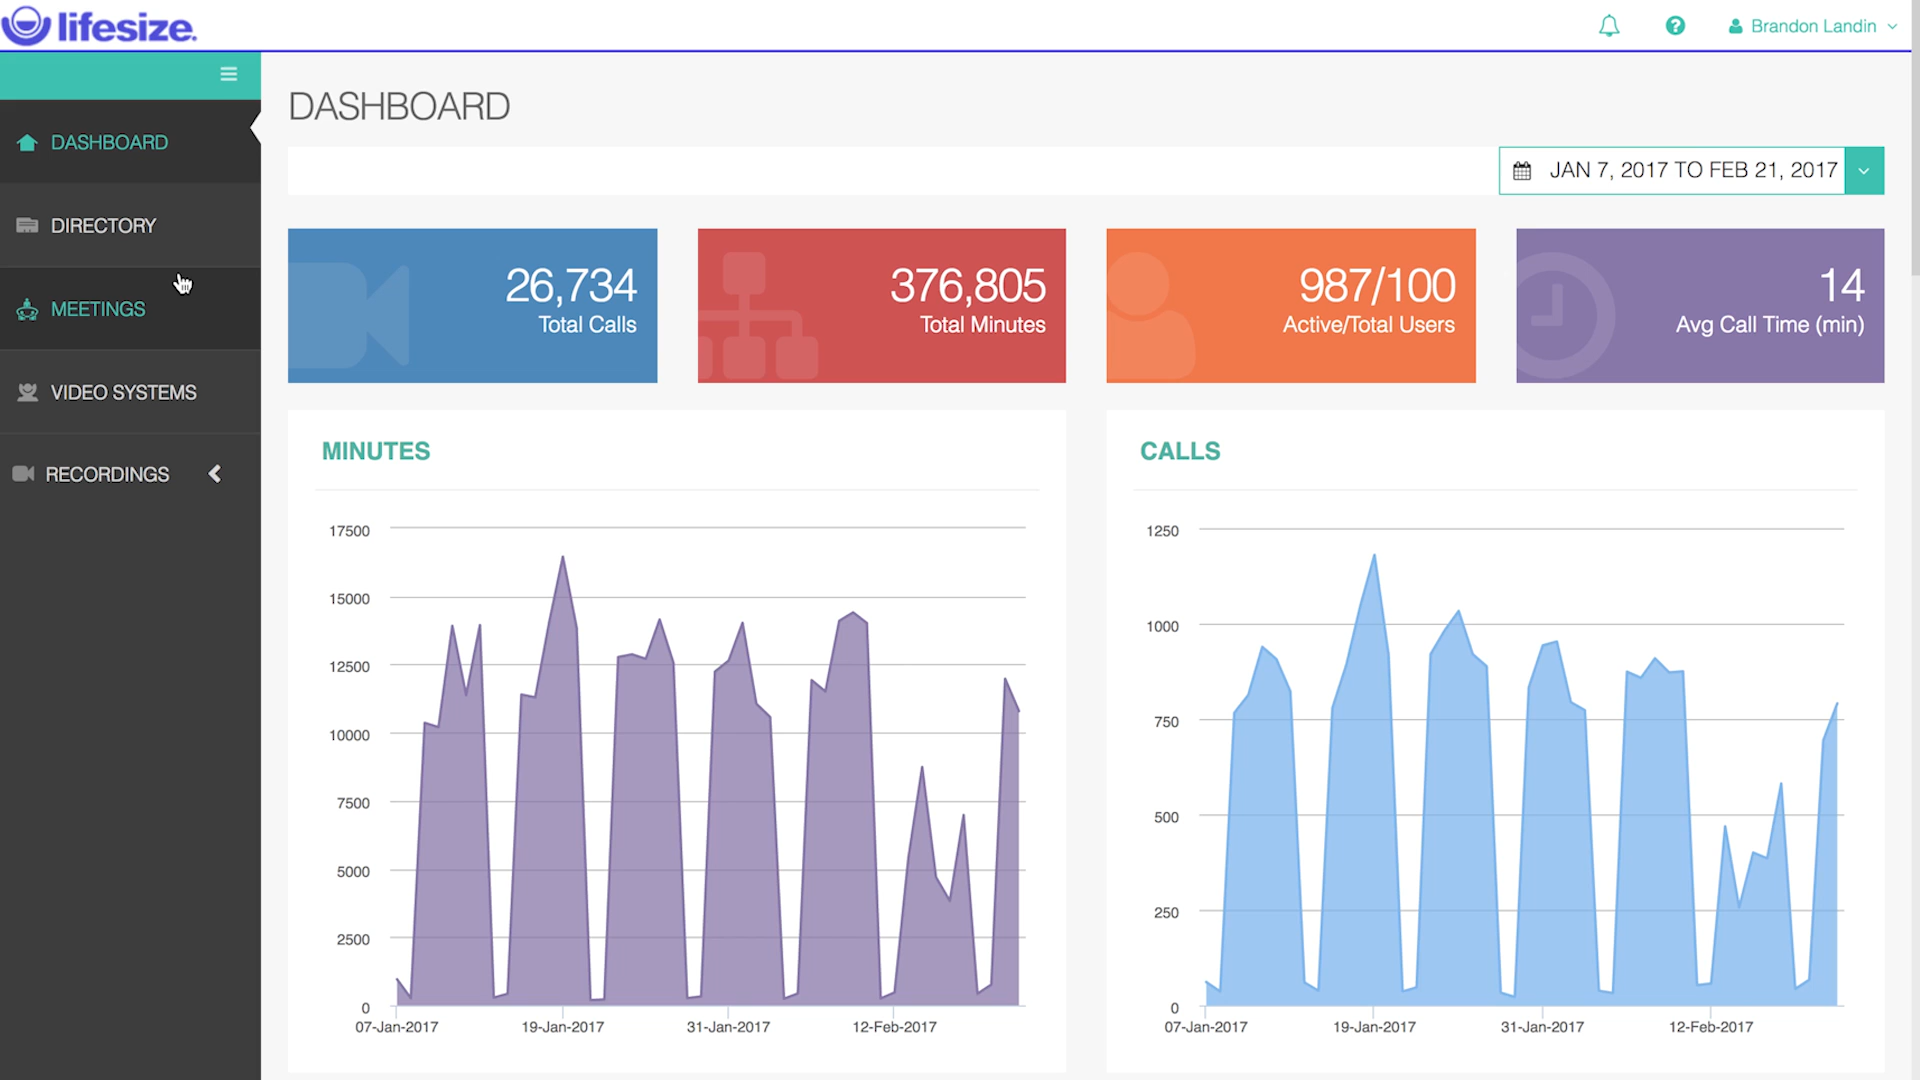 lifesize.
Brandon Landin
DASHBOARD
DIRECTORY
MEETINGS
VIDEO SYSTEMS
RECORDINGS
DASHBOARD
JAN 7, 2017 TO FEB 21, 2017
26,734
Total Calls
376,805
Total Minutes
987/100
Active/Total Users
14
Avg Call Time (min)
MINUTES
17500
15000
12500
10000
7500
5000
2500
0
07-Jan-2017
19-Jan-2017
31-Jan-2017
12-Feb-2017
CALLS
1250
1000
750
500
250
0
07-Jan-2017
19-Jan-2017
31-Jan-2017
12-Feb-2017